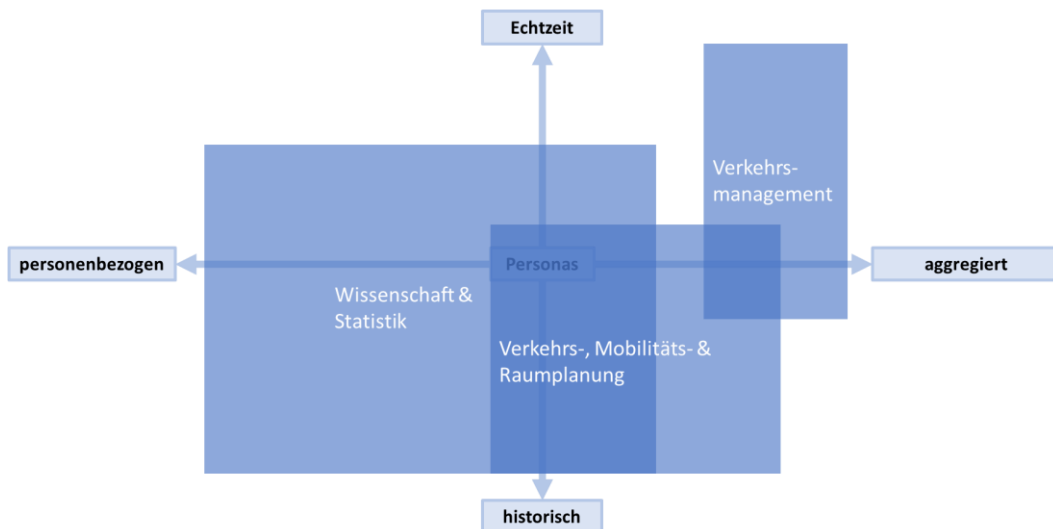 Echtzeit
Verkehrs-
management
personenbezogen
Personas
aggregiert
Wissenschaft &
Statistik
Verkehrs-, Mobilitäts- &
Raumplanung
historisch